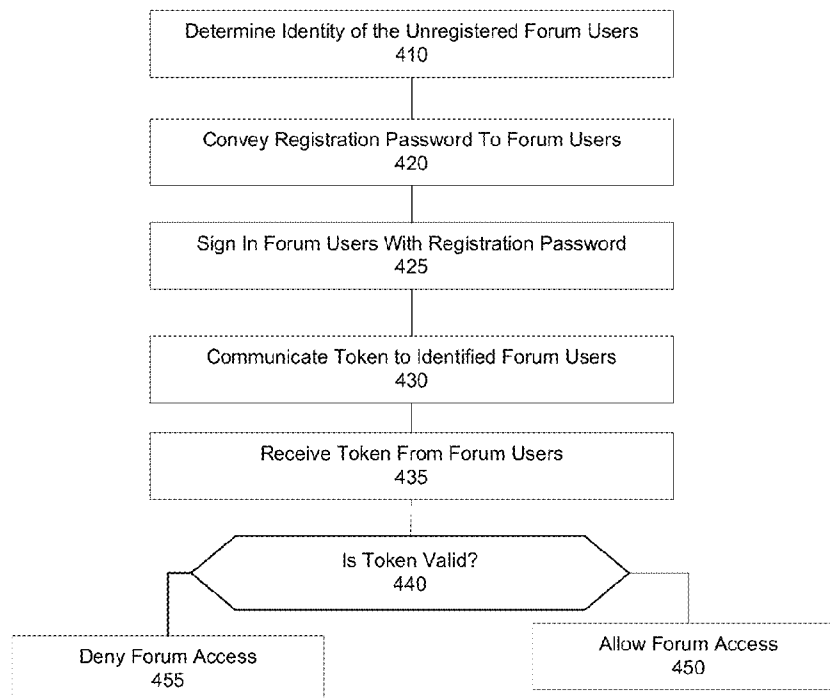 Determine Identity of the Unregistered Forum Users
410
Convey Registration Password To Forum Users
420
Sign In Forum Users With Registration Password
425
Communicate Token to Identified Forum Users
430
Receive Token From Forum Users
435
Is Token Valid?
440
Deny Forum Access
455
Allow Forum Access
450